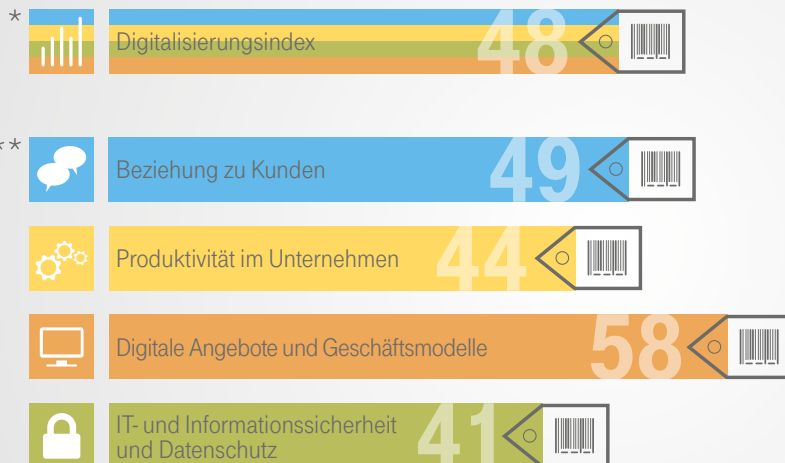 *
Digitalisierungsindex 48
**
Beziehung zu Kunden 49
Produktivität im Unternehmen 44
Digitale Angebote und Geschäftsmodelle 58
IT- und Informationssicherheit
und Datenschutz 41